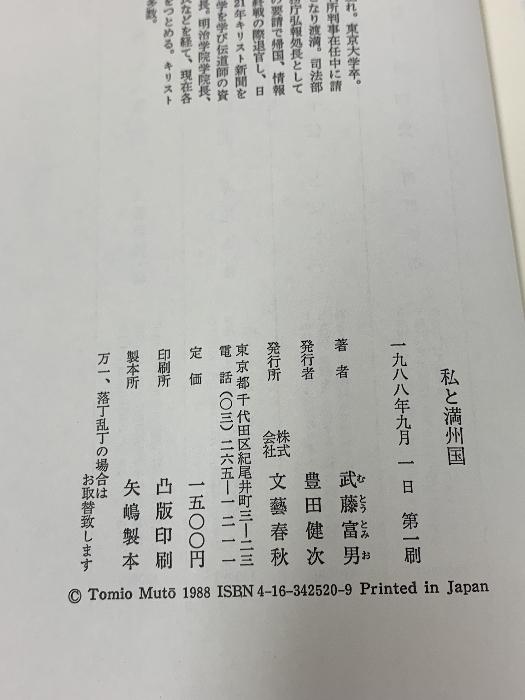 れ。東京大学卒。
所判事在任中に請
となり渡満。司法部
務庁弘報処長として
の要請で帰国、情報
終戦の際退官し、日
21年キリスト新聞を
学を学び伝道師の資
長。明治学院学院長、
長などを経て、現在各
をつとめる。キリスト
多数。
私と満州国
一九八八年九月一日 第一刷
著者 武藤富男
むとうとみお
発行者 豊田健次
発行所 株式会社 文藝春秋
東京都千代田区紀尾井町三―二三
電話(〇三)二六五―一二一一
定価 一五〇〇円
印刷所 凸版印刷
製本所 矢嶋製本
万一、落丁乱丁の場合は
お取替致します
© Tomio Mutō 1988 ISBN 4-16-342520-9 Printed in Japan